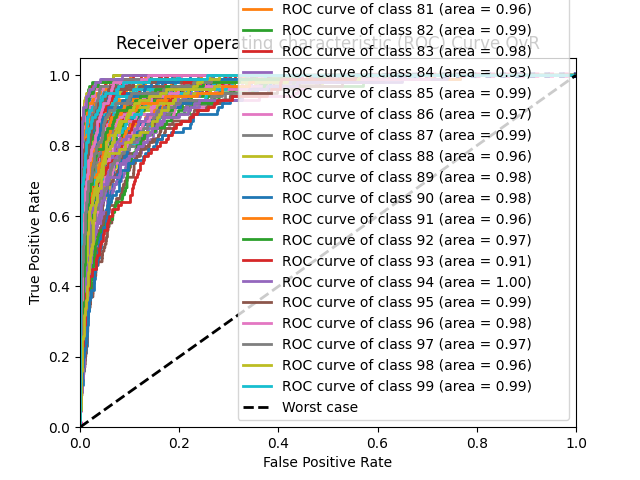 Receiver operating characteristic (ROC) Curve OvR
ROC curve of class 81 (area = 0.96)
ROC curve of class 82 (area = 0.99)
ROC curve of class 83 (area = 0.98)
ROC curve of class 84 (area = 0.93)
ROC curve of class 85 (area = 0.99)
ROC curve of class 86 (area = 0.97)
ROC curve of class 87 (area = 0.99)
ROC curve of class 88 (area = 0.96)
ROC curve of class 89 (area = 0.98)
ROC curve of class 90 (area = 0.98)
ROC curve of class 91 (area = 0.96)
ROC curve of class 92 (area = 0.97)
ROC curve of class 93 (area = 0.91)
ROC curve of class 94 (area = 1.00)
ROC curve of class 95 (area = 0.99)
ROC curve of class 96 (area = 0.98)
ROC curve of class 97 (area = 0.97)
ROC curve of class 98 (area = 0.96)
ROC curve of class 99 (area = 0.99)
Worst case
True Positive Rate
1.0
0.8
0.6
0.4
0.2
0.0
0.0 0.2 0.4 0.6 0.8 1.0
False Positive Rate